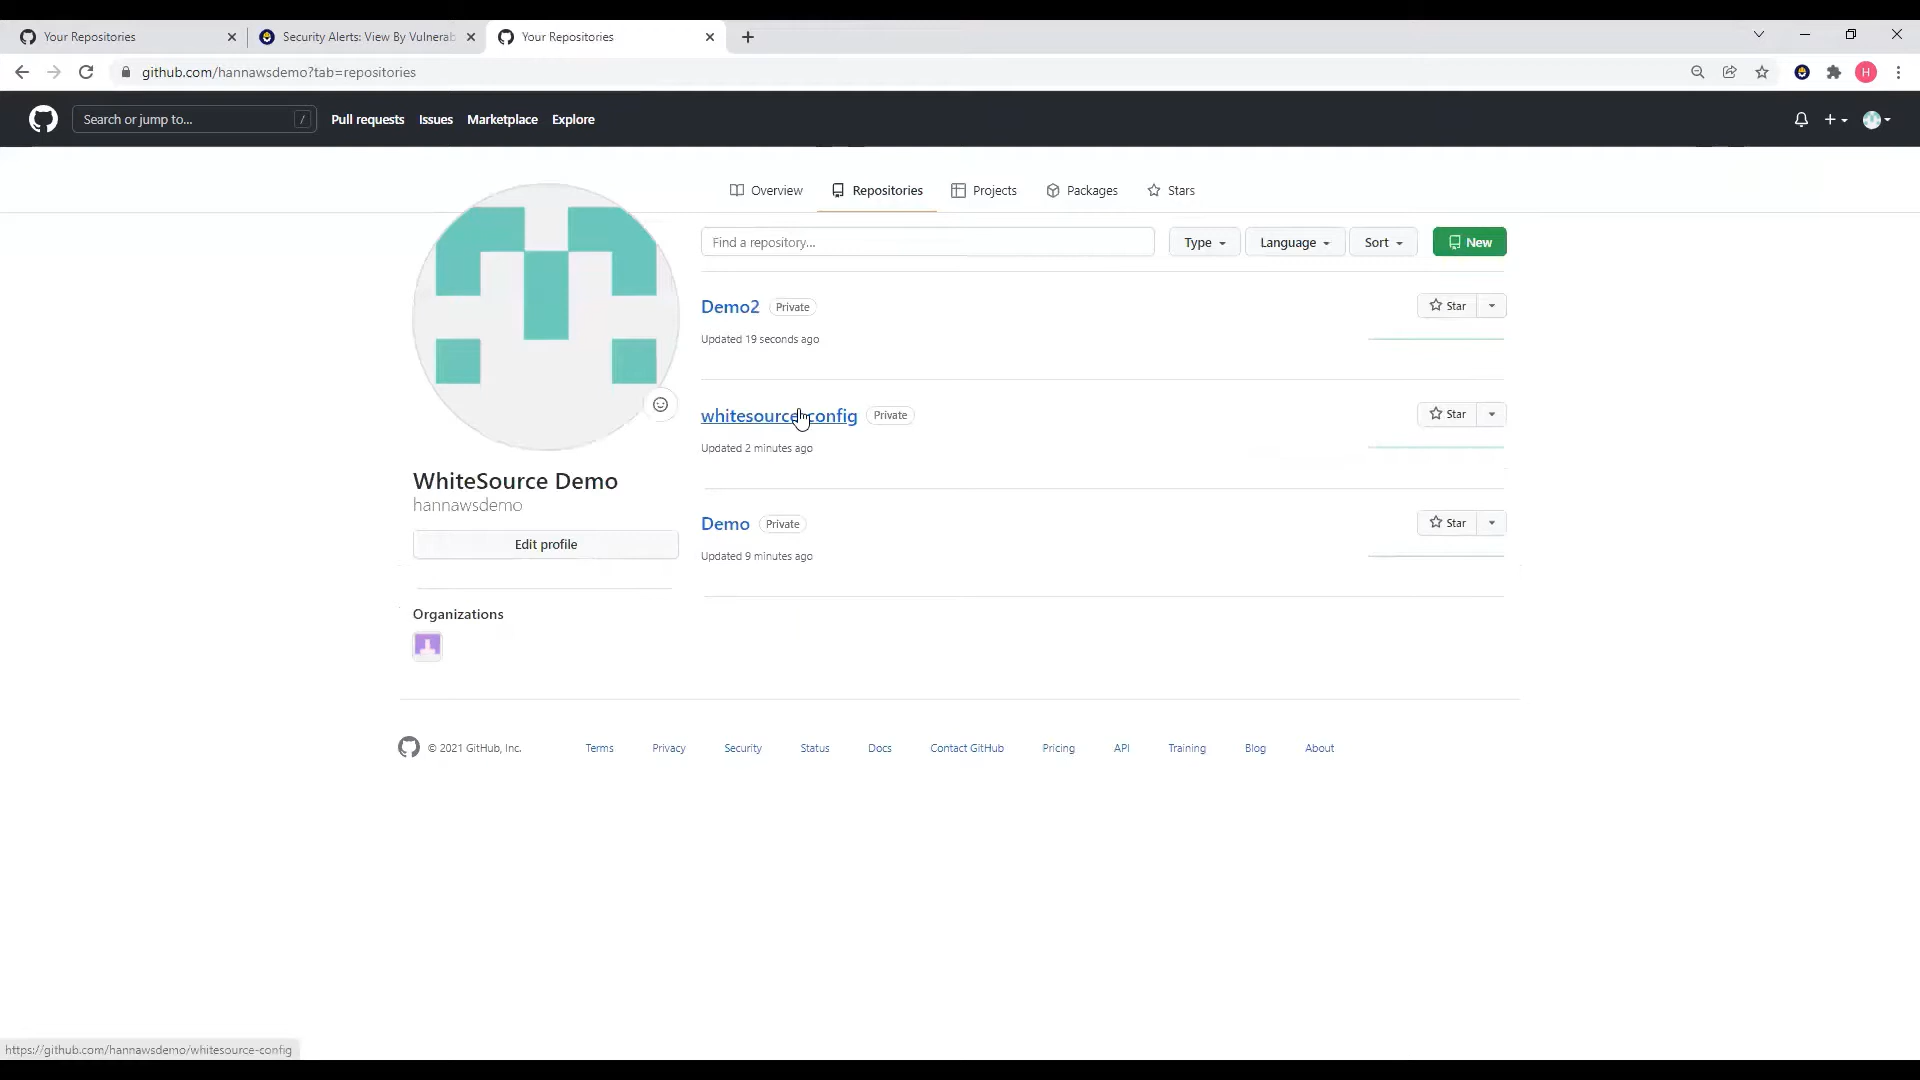 Your Repositories
Security Alerts: View By Vulnerab
Your Repositories
github.com/hannawsdemo?tab=repositories
H
Search or jump to...
/
Pull requests
Issues
Marketplace
Explore
Overview
Repositories
Projects
Packages
Stars
Find a repository...
Type
Language
Sort
New
Demo2 Private
Star
Updated 19 seconds ago
whitesource-config Private
Star
Updated 2 minutes ago
WhiteSource Demo
hannawsdemo
Edit profile
Demo Private
Star
Updated 9 minutes ago
Organizations
© 2021 GitHub, Inc.
Terms
Privacy
Security
Status
Docs
Contact GitHub
Pricing
API
Training
Blog
About
https://github.com/hannawsdemo/whitesource-config